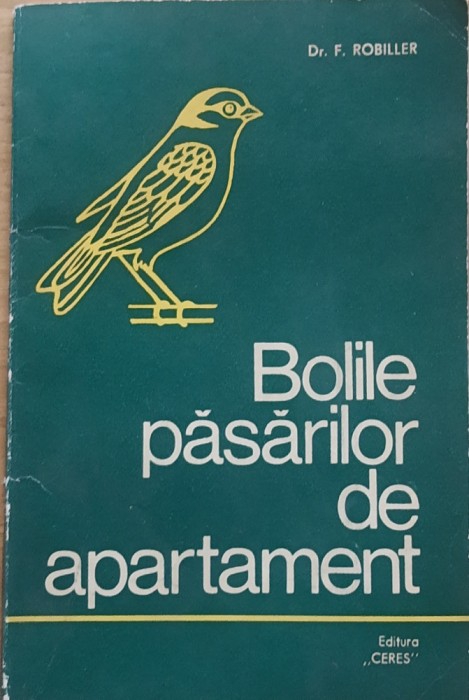 Dr. F. ROBILLER
Bolile
păsărilor
de
apartament
Editura
„CERES"